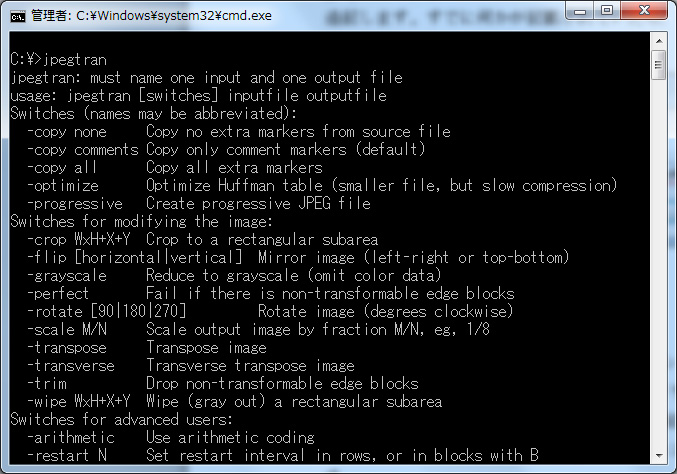 管理者: C:¥Windows¥system32¥cmd.exe
C:¥>jpegtran
jpegtran: must name one input and one output file
usage: jpegtran [switches] inputfile outputfile
Switches (names may be abbreviated):
  -copy none     Copy no extra markers from source file
  -copy comments Copy only comment markers (default)
  -copy all      Copy all extra markers
  -optimize      Optimize Huffman table (smaller file, but slow compression)
  -progressive   Create progressive JPEG file
Switches for modifying the image:
  -crop WxH+X+Y  Crop to a rectangular subarea
  -flip [horizontal|vertical]  Mirror image (left-right or top-bottom)
  -grayscale     Reduce to grayscale (omit color data)
  -perfect       Fail if there is non-transformable edge blocks
  -rotate [90|180|270]         Rotate image (degrees clockwise)
  -scale M/N     Scale output image by fraction M/N, eg, 1/8
  -transpose     Transpose image
  -transverse    Transverse transpose image
  -trim          Drop non-transformable edge blocks
  -wipe WxH+X+Y  Wipe (gray out) a rectangular subarea
Switches for advanced users:
  -arithmetic    Use arithmetic coding
  -restart N     Set restart interval in rows, or in blocks with B